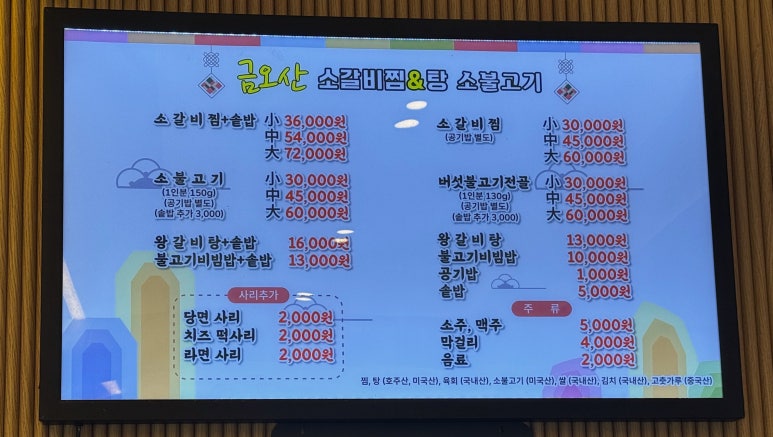 금오산 소갈비찜&탕 소불고기
소갈비찜+솥밥 小 36,000원
中 54,000원
大 72,000원
소불고기 小 30,000원
(1인분 150g) 中 45,000원
(공기밥 별도)
(솥밥 추가 3,000) 大 60,000원
왕갈비탕+솥밥 16,000원
불고기비빔밥+솥밥 13,000원
사리추가
당면 사리 2,000원
치즈 떡사리 2,000원
라면 사리 2,000원
소갈비찜 小 30,000원
(공기밥 별도) 中 45,000원
大 60,000원
버섯불고기전골 小 30,000원
(1인분 130g) 中 45,000원
(공기밥 별도)
(솥밥 추가 3,000) 大 60,000원
왕갈비탕 13,000원
불고기비빔밥 10,000원
공기밥 1,000원
솥밥 5,000원
주 류
소주, 맥주 5,000원
막걸리 4,000원
음료 2,000원
찜, 탕 (호주산, 미국산), 육회 (국내산), 소불고기 (미국산), 쌀 (국내산), 김치 (국내산), 고춧가루 (중국산)